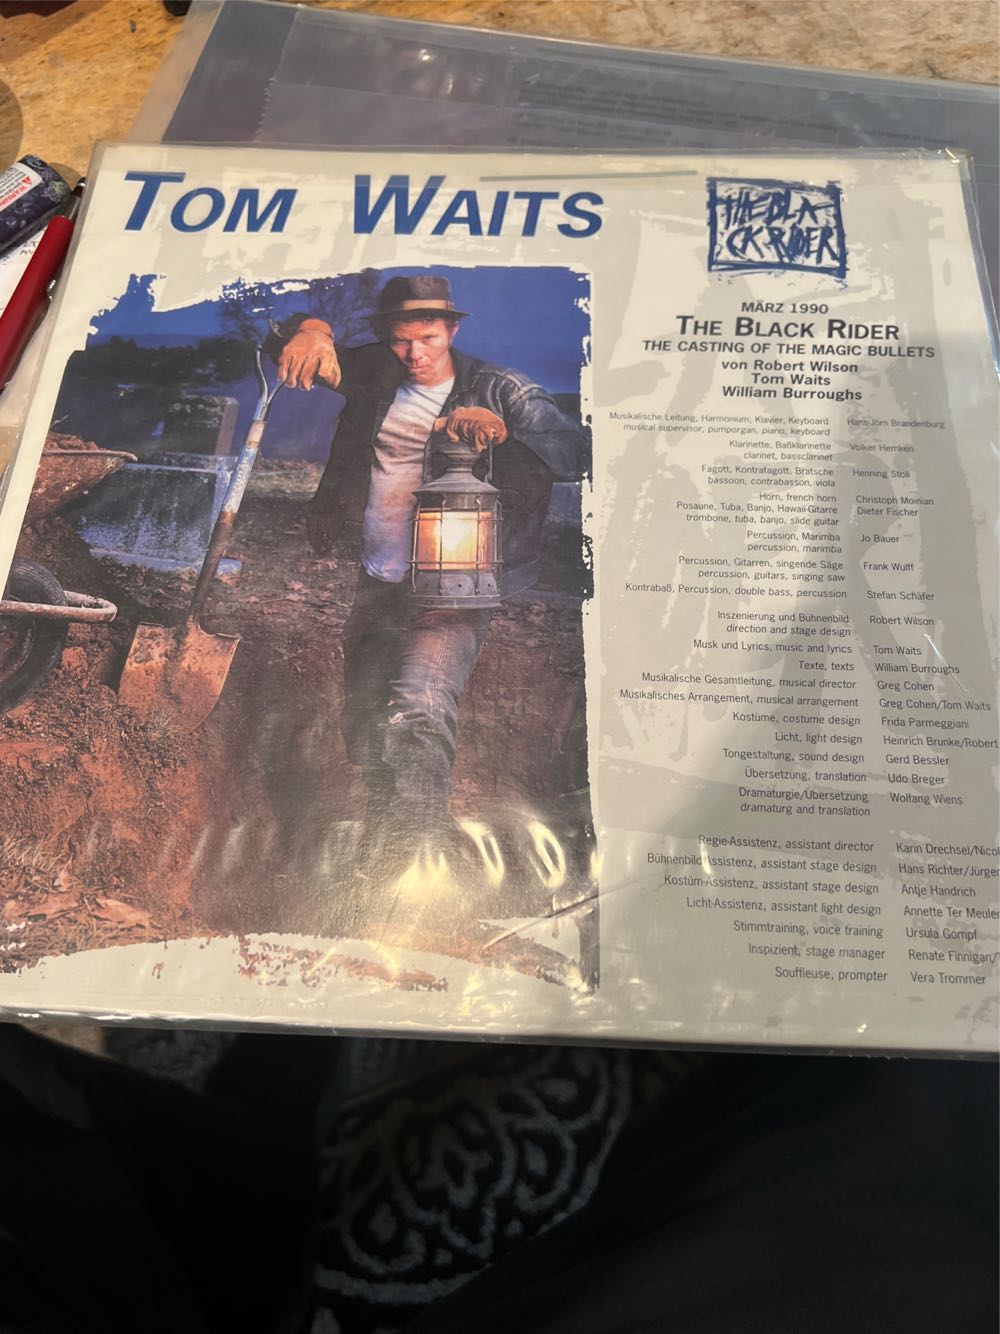 TOM WAITS
THE BLA
CK RIDER
MÄRZ 1990
THE BLACK RIDER
THE CASTING OF THE MAGIC BULLETS
von Robert Wilson
Tom Waits
William Burroughs
Musikalische Leitung, Harmonium, Klavier, Keyboard Hans-Jörn Brandenburg
musical supervisor, pumporgan, piano, keyboard
Klarinette, Baßklarinette Volker Hemken
clarinet, bassclarinet
Fagott, Kontrafagott, Bratsche Henning Stoll
bassoon, contrabasson, viola
Horn, french horn Christoph Moinian
Posaune, Tuba, Banjo, Hawaii-Gitarre Dieter Fischer
trombone, tuba, banjo, slide guitar
Percussion, Marimba Jo Bauer
percussion, marimba
Percussion, Gitarren, singende Säge Frank Wulff
percussion, guitars, singing saw
Kontrabaß, Percussion, double bass, percussion Stefan Schäfer
Inszenierung und Bühnenbild Robert Wilson
direction and stage design
Musk und Lyrics, music and lyrics Tom Waits
Texte, texts William Burroughs
Musikalische Gesamtleitung, musical director Greg Cohen
Musikalisches Arrangement, musical arrangement Greg Cohen/Tom Waits
Kostüme, costume design Frida Parmeggiani
Licht, light design Heinrich Brunke/Robert
Tongestaltung, sound design Gerd Bessler
Übersetzung, translation Udo Breger
Dramaturgie/Übersetzung Wolfang Wiens
dramaturg and translation
Regie-Assistenz, assistant director Karin Drechsel/Nicol
Bühnenbild-Assistenz, assistant stage design Hans Richter/Jürgen
Kostüm-Assistenz, assistant stage design Antje Handrich
Licht-Assistenz, assistant light design Annette Ter Meulen
Stimmtraining, voice training Ursula Gompf
Inspizient, stage manager Renate Finnigan/
Souffleuse, prompter Vera Trommer
WARNING